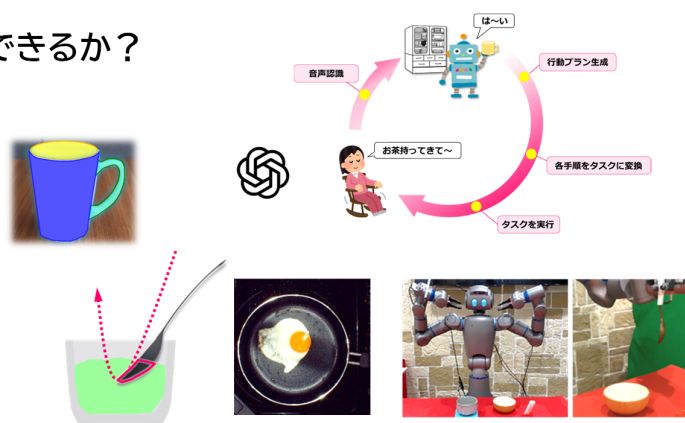 できるか？
は～い
音声認識
行動プラン生成
お茶持ってきて～
各手順をタスクに変換
タスクを実行